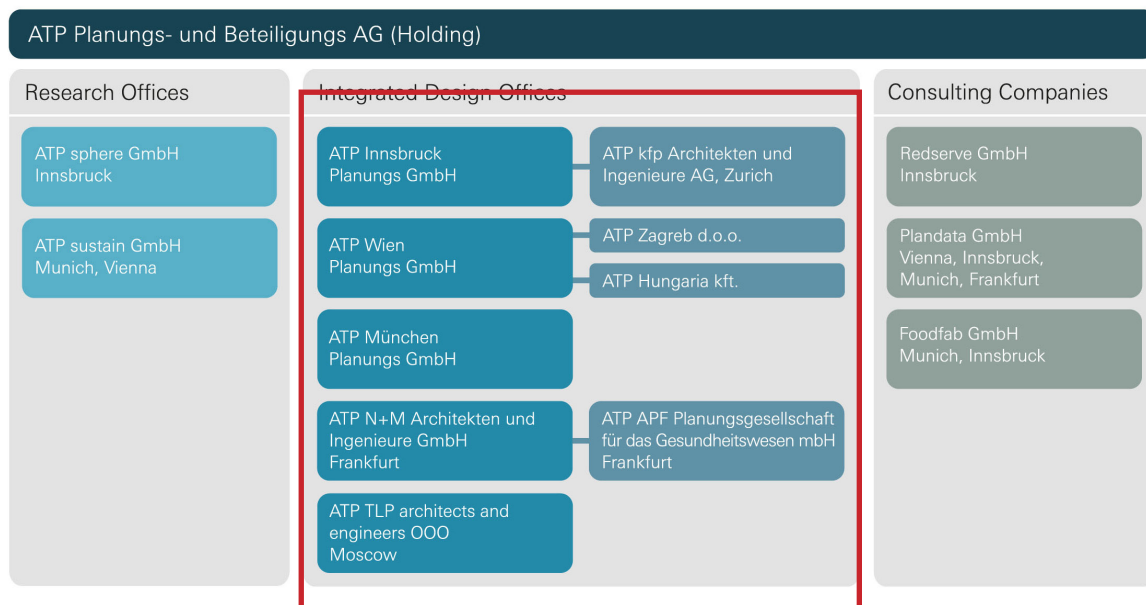 ATP Planungs- und Beteiligungs AG (Holding)
Research Offices
ATP sphere GmbH
Innsbruck
ATP sustain GmbH
Munich, Vienna
Integrated Design Offices
ATP Innsbruck
Planungs GmbH
ATP kfp Architekten und
Ingenieure AG, Zurich
ATP Wien
Planungs GmbH
ATP Zagreb d.o.o.
ATP Hungaria kft.
ATP München
Planungs GmbH
ATP N+M Architekten und
Ingenieure GmbH
Frankfurt
ATP APF Planungsgesellschaft
für das Gesundheitswesen mbH
Frankfurt
ATP TLP architects and
engineers OOO
Moscow
Consulting Companies
Redserve GmbH
Innsbruck
Plandata GmbH
Vienna, Innsbruck,
Munich, Frankfurt
Foodfab GmbH
Munich, Innsbruck